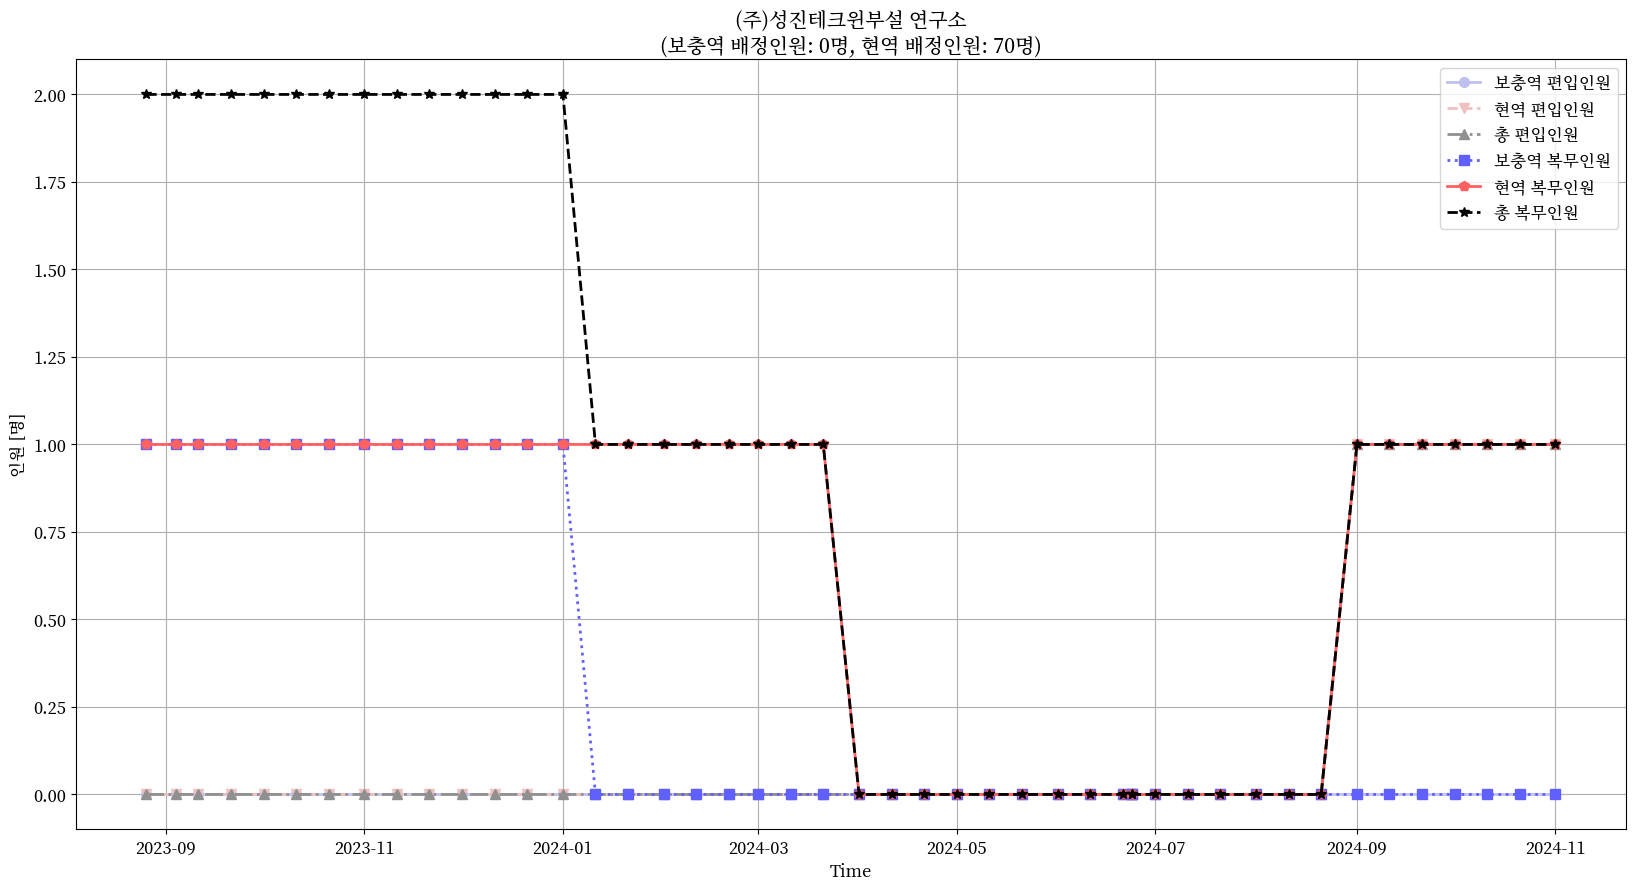 (주)성진테크윈부설 연구소
(보충역 배정인원: 0명, 현역 배정인원: 70명)
보충역 편입인원
현역 편입인원
총 편입인원
보충역 복무인원
현역 복무인원
총 복무인원
인원 [명]
2.00
1.75
1.50
1.25
1.00
0.75
0.50
0.25
0.00
2023-09
2023-11
2024-01
2024-03
2024-05
2024-07
2024-09
2024-11
Time